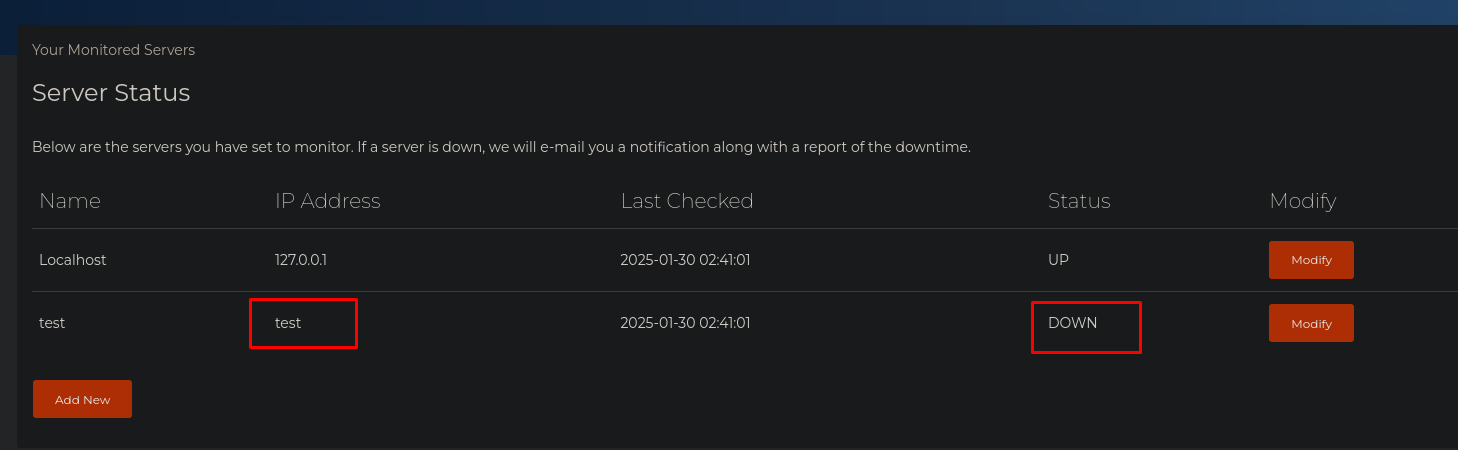 Your Monitored Servers
Server Status
Below are the servers you have set to monitor. If a server is down, we will e-mail you a notification along with a report of the downtime.
Name IP Address Last Checked Status Modify
Localhost 127.0.0.1 2025-01-30 02:41:01 UP Modify
test test 2025-01-30 02:41:01 DOWN Modify
Add New